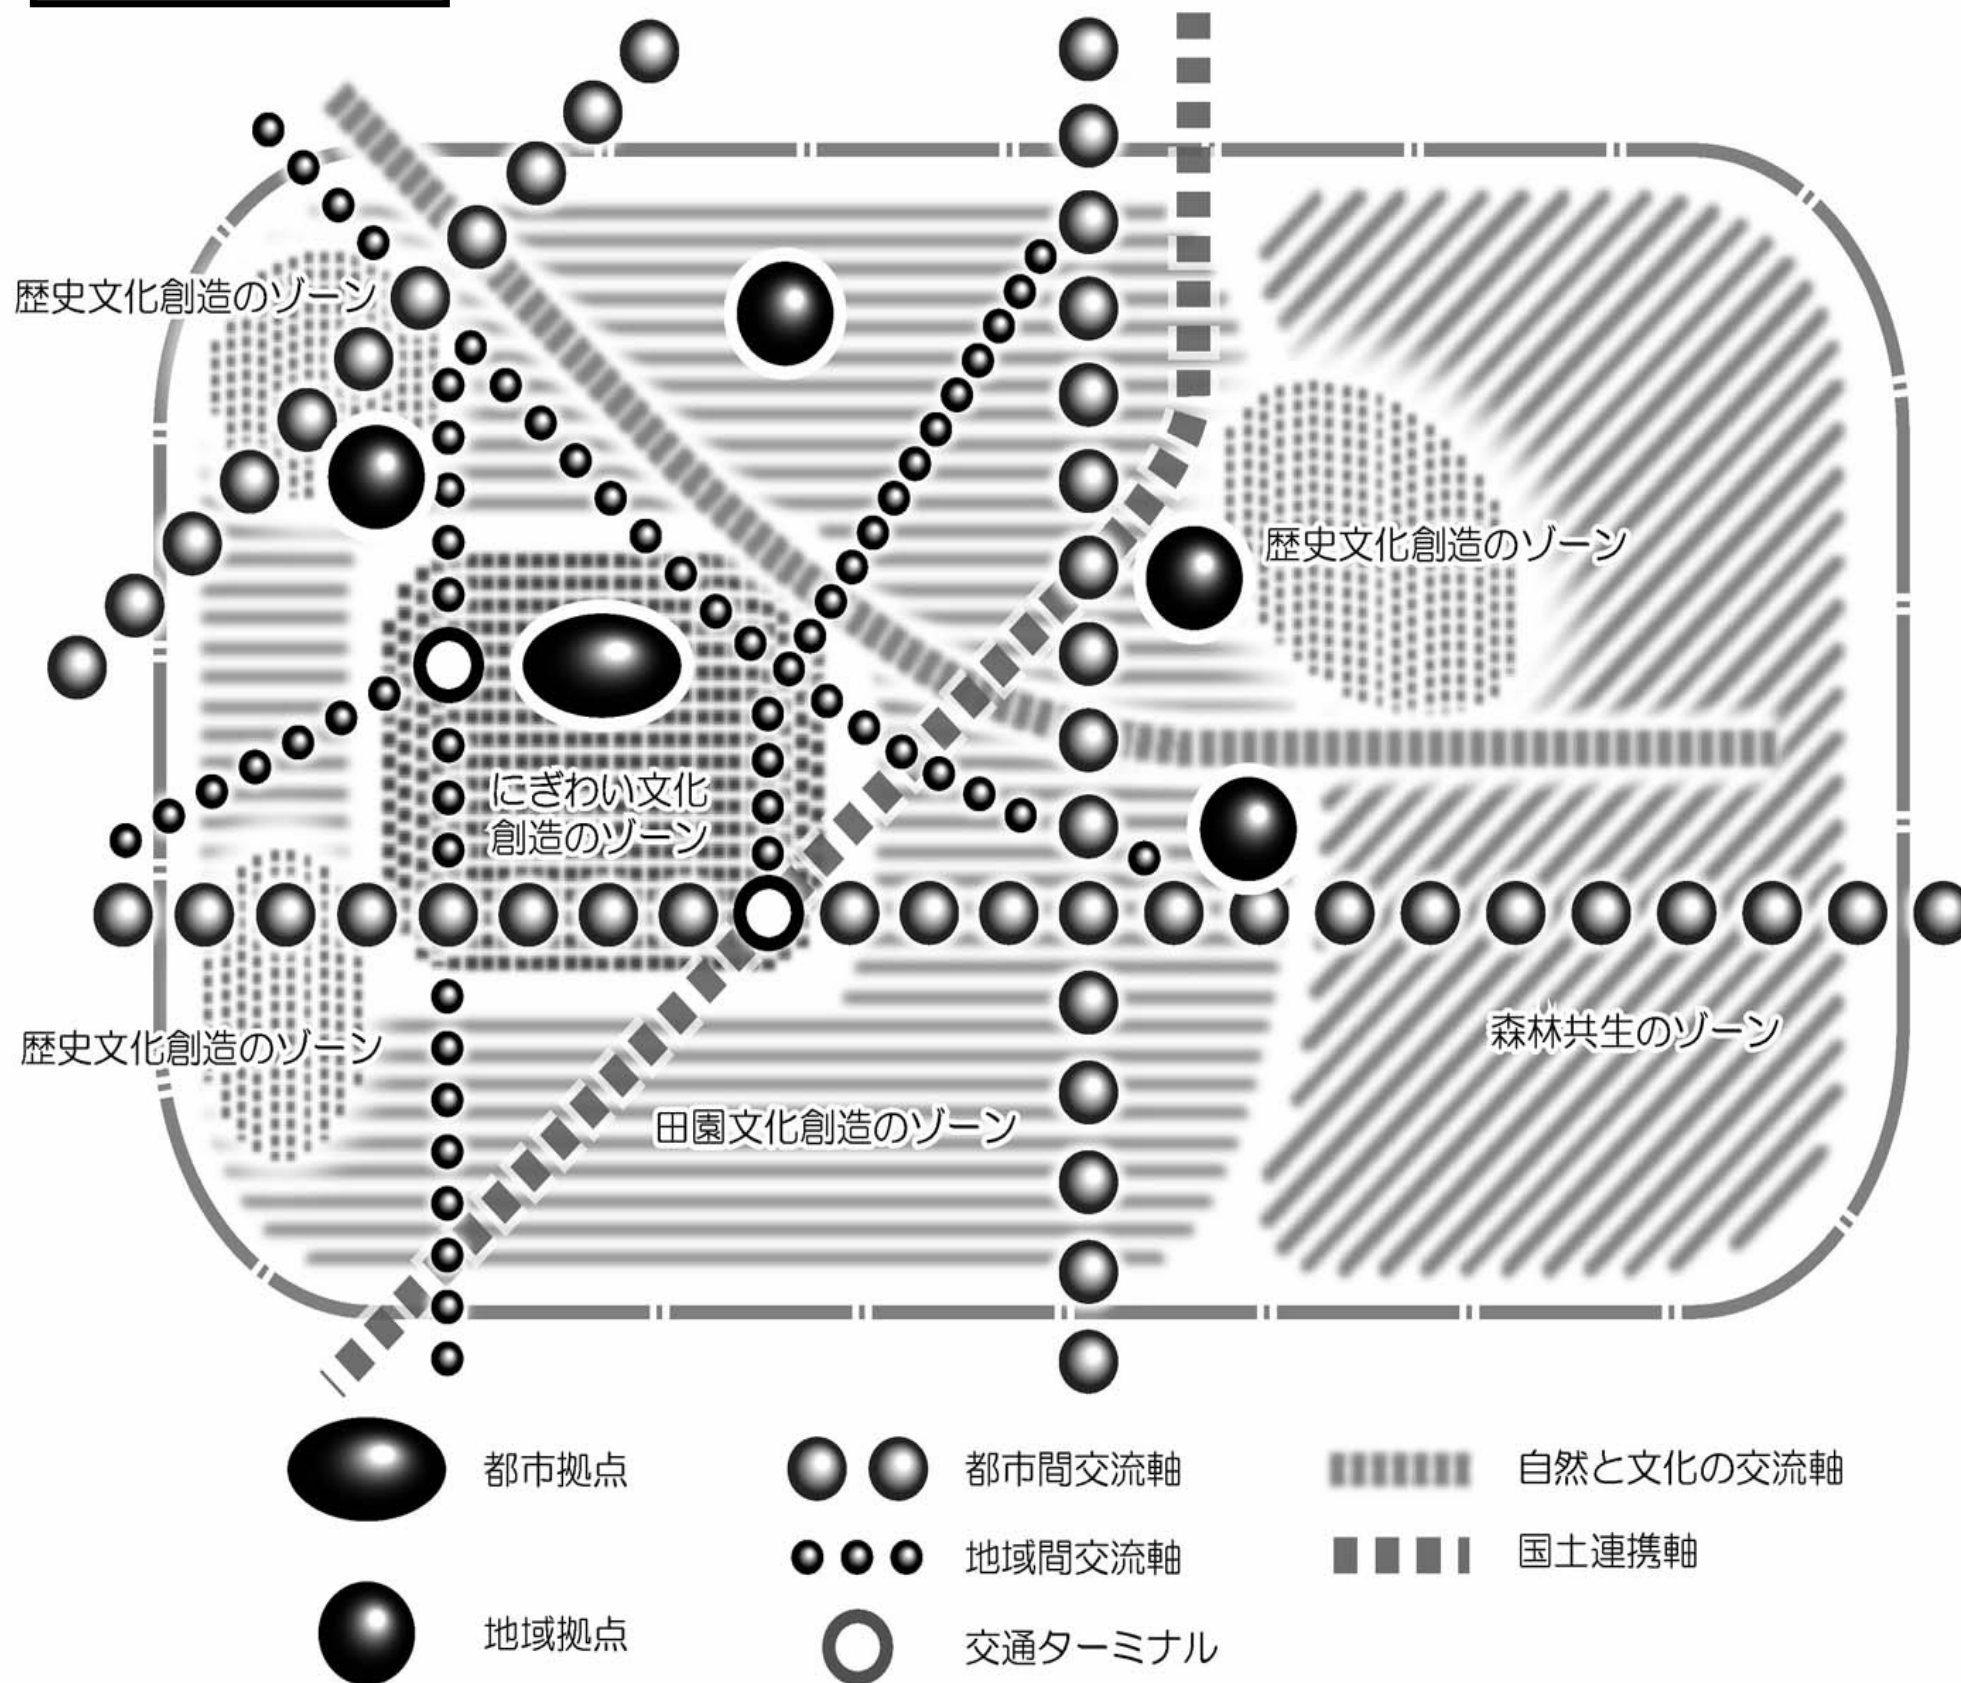 歴史文化創造のゾーン
歴史文化創造のゾーン
にぎわい文化
創造のゾーン
森林共生のゾーン
歴史文化創造のゾーン
田園文化創造のゾーン
都市拠点
都市間交流軸
自然と文化の交流軸
地域間交流軸
国土連携軸
地域拠点
交通ターミナル